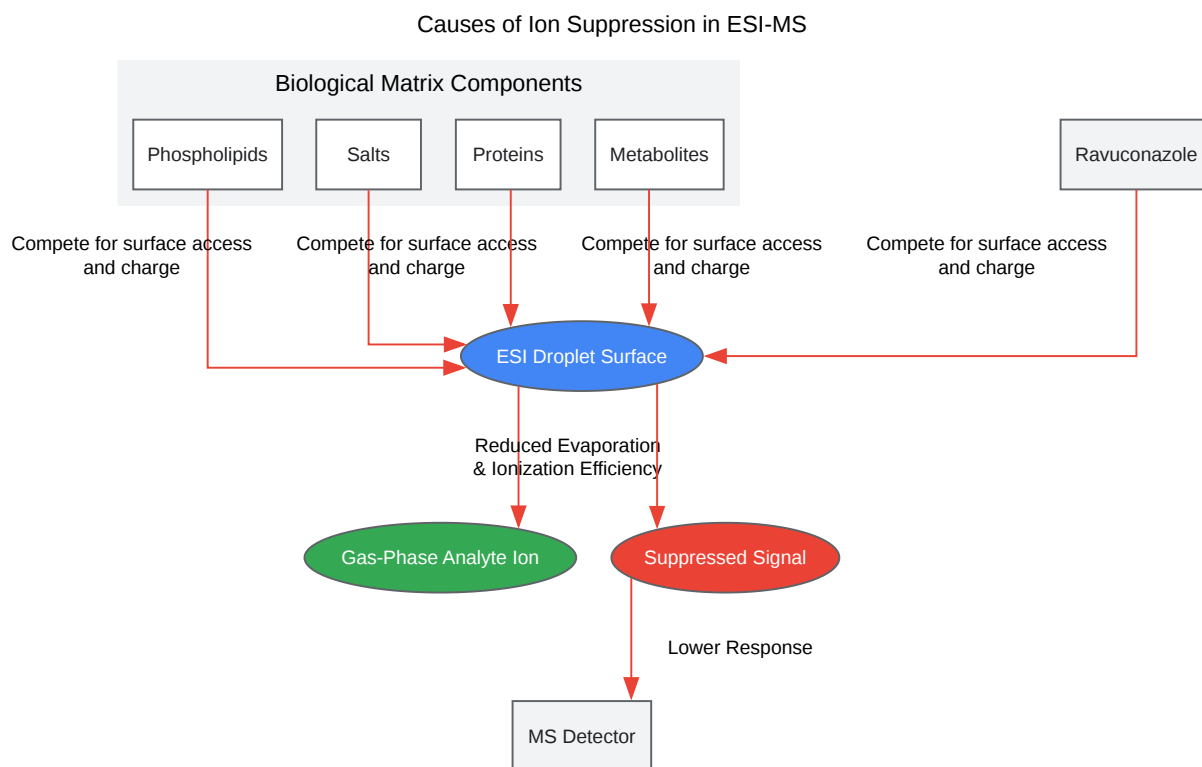 Causes of Ion Suppression in ESI-MS
Biological Matrix Components
Phospholipids
Salts
Proteins
Metabolites
Ravuconazole
Compete for surface access
and charge
Compete for surface access
and charge
Compete for surface access
and charge
Compete for surface access
and charge
ESI Droplet Surface
Reduced Evaporation
& Ionization Efficiency
Gas-Phase Analyte Ion
Suppressed Signal
Lower Response
MS Detector